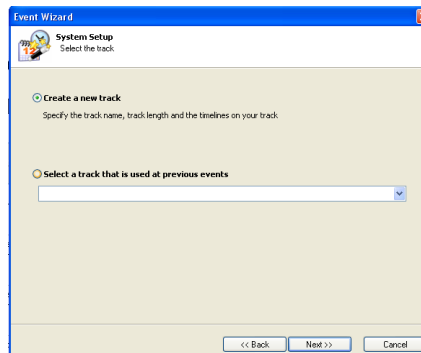 Event Wizard
System Setup
Select the track
Create a new track
Specify the track name, track length and the timelines on your track
Select a track that is used at previous events
<< Back
Next >>
Cancel